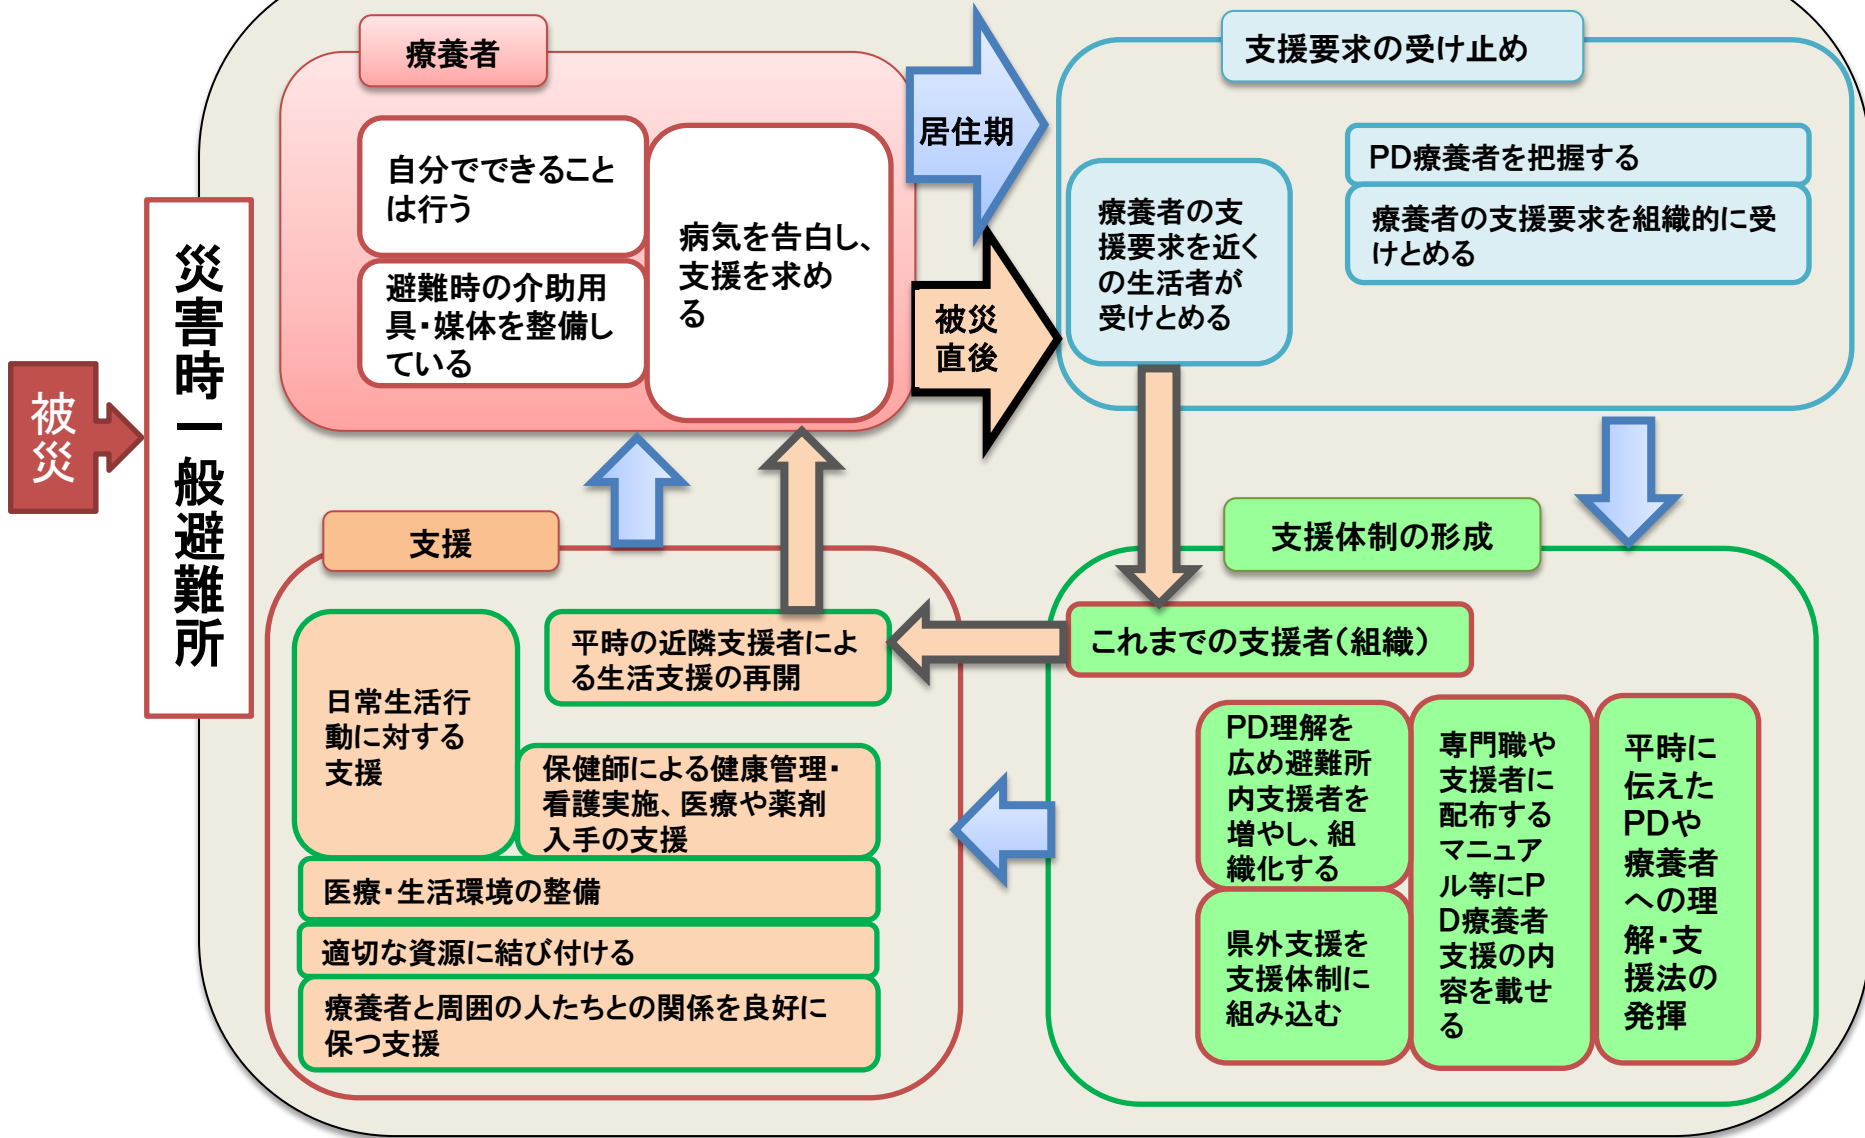 被災
災害時一般避難所
療養者
自分でできること
は行う
避難時の介助用
具・媒体を整備し
ている
病気を告白し、
支援を求め
る
居住期
被災
直後
支援要求の受け止め
療養者の支
援要求を近く
の生活者が
受けとめる
PD療養者を把握する
療養者の支援要求を組織的に受
けとめる
支援体制の形成
これまでの支援者(組織)
PD理解を
広め避難所
内支援者を
増やし、組
織化する
県外支援を
支援体制に
組み込む
専門職や
支援者に
配布する
マニュア
ル等にP
D療養者
支援の内
容を載せ
る
平時に
伝えた
PDや
療養者
への理
解・支
援法の
発揮
支援
日常生活行
動に対する
支援
平時の近隣支援者によ
る生活支援の再開
保健師による健康管理・
看護実施、医療や薬剤
入手の支援
医療・生活環境の整備
適切な資源に結び付ける
療養者と周囲の人たちとの関係を良好に
保つ支援